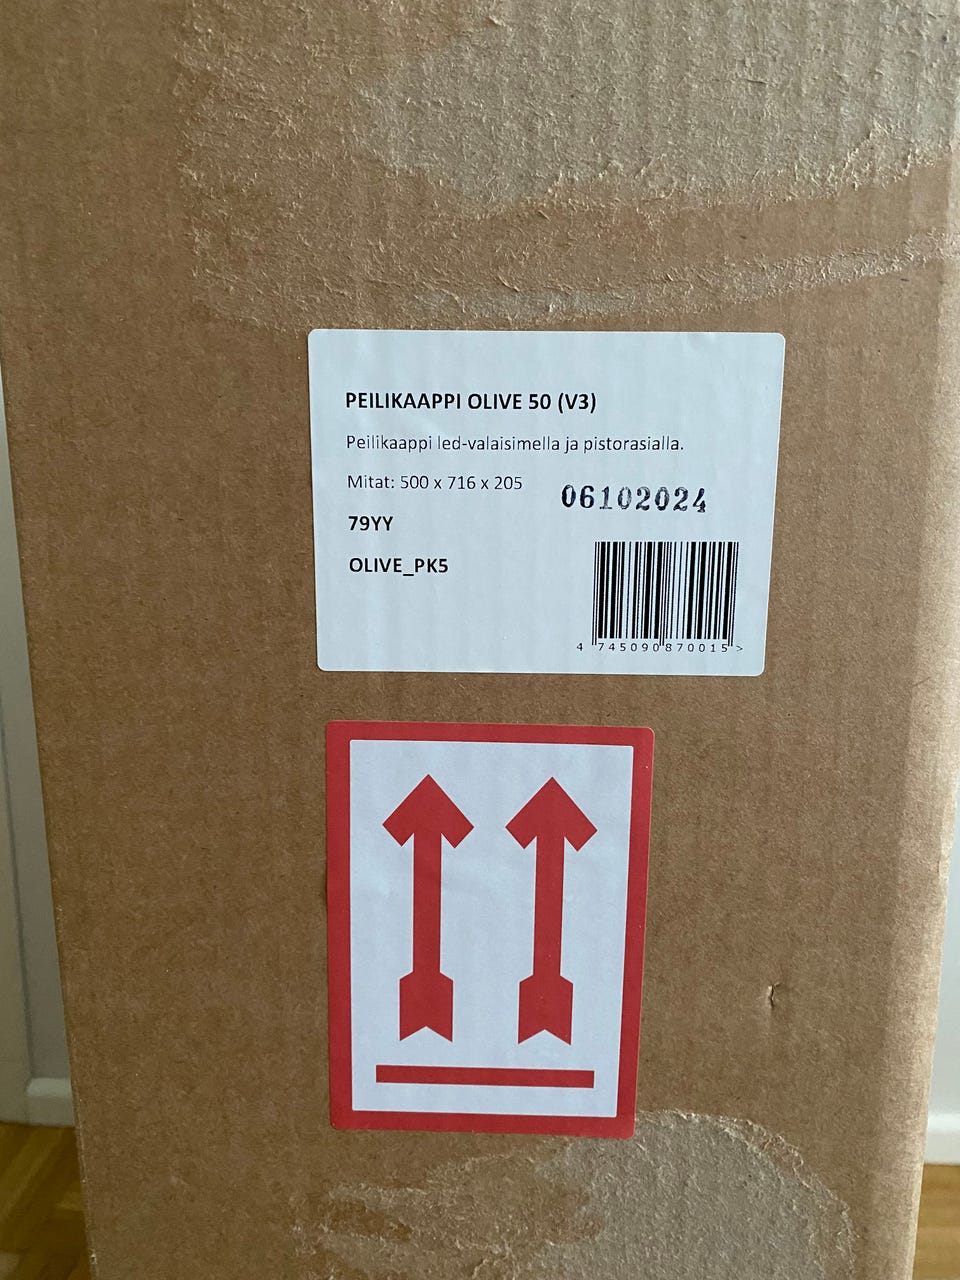 PEILIKAAPPI OLIVE 50 (V3)
Peilikaappi led-valaisimella ja pistorasialla.
Mitat: 500 x 716 x 205
06102024
79YY
OLIVE_PK5
4 745090 870015 >